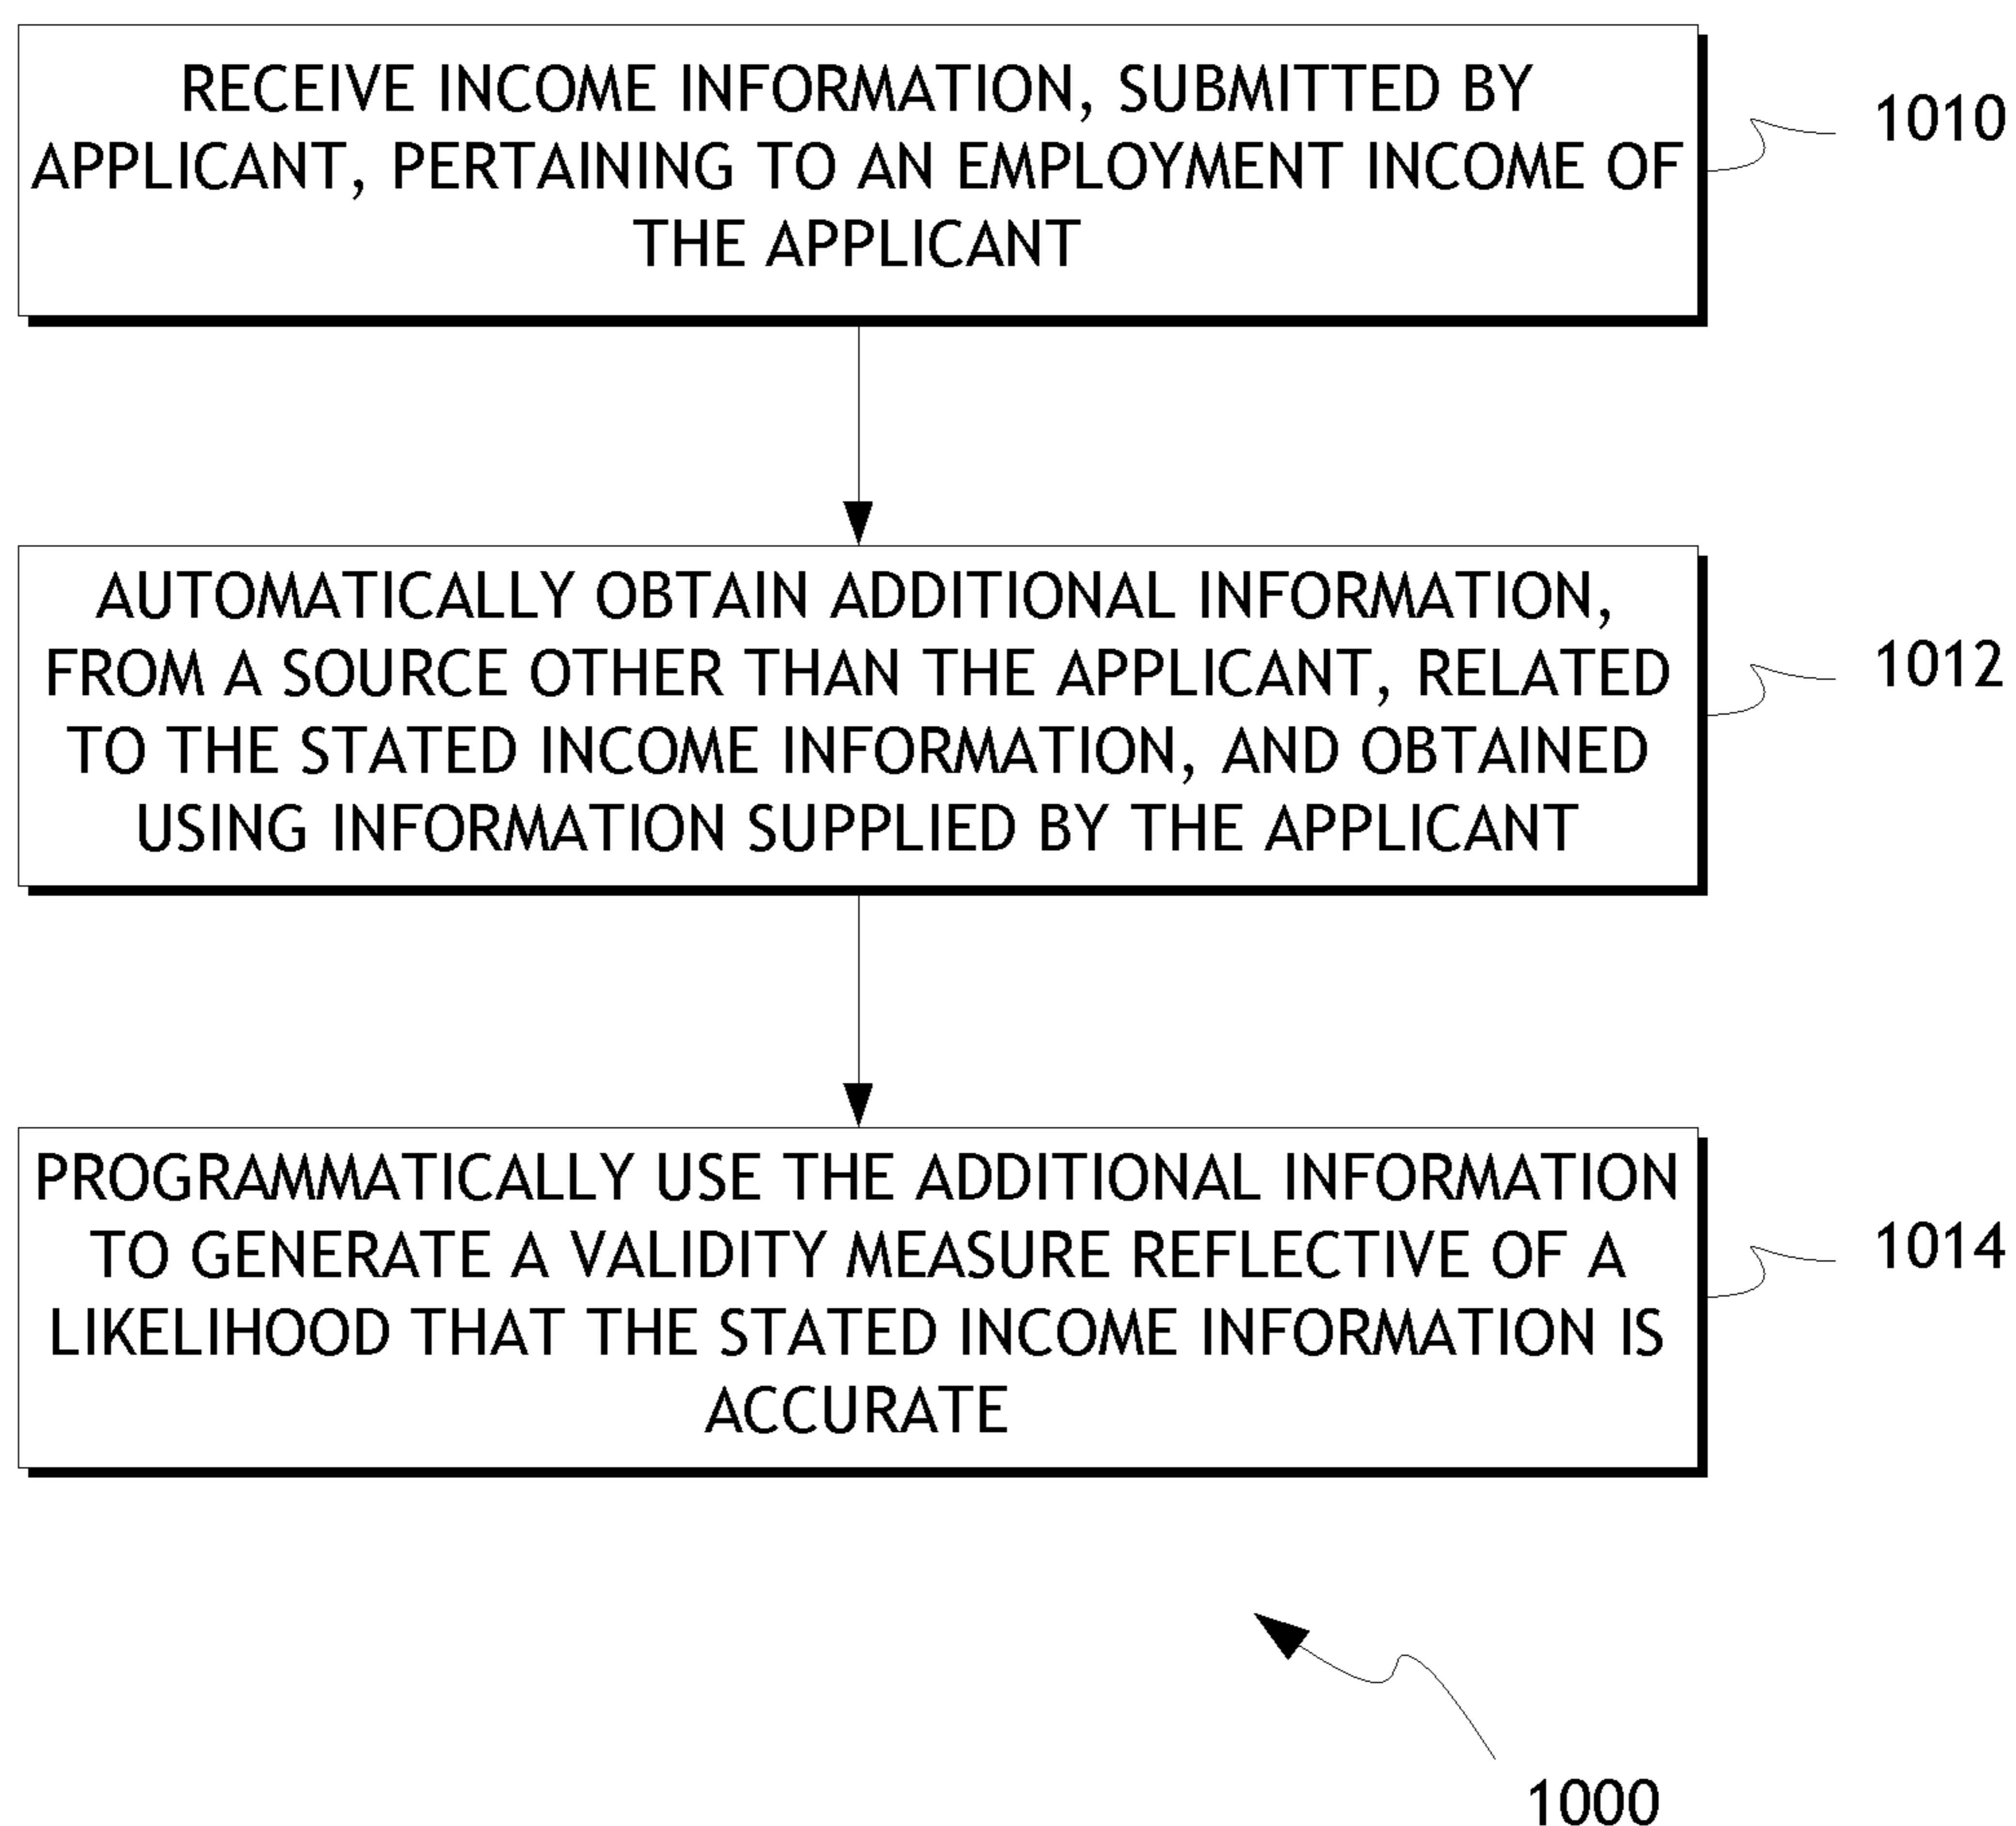 RECEIVE INCOME INFORMATION, SUBMITTED BY
APPLICANT, PERTAINING TO AN EMPLOYMENT INCOME OF
THE APPLICANT
1010
AUTOMATICALLY OBTAIN ADDITIONAL INFORMATION,
FROM A SOURCE OTHER THAN THE APPLICANT, RELATED
TO THE STATED INCOME INFORMATION, AND OBTAINED
USING INFORMATION SUPPLIED BY THE APPLICANT
1012
PROGRAMMATICALLY USE THE ADDITIONAL INFORMATION
TO GENERATE A VALIDITY MEASURE REFLECTIVE OF A
LIKELIHOOD THAT THE STATED INCOME INFORMATION IS
ACCURATE
1014
1000